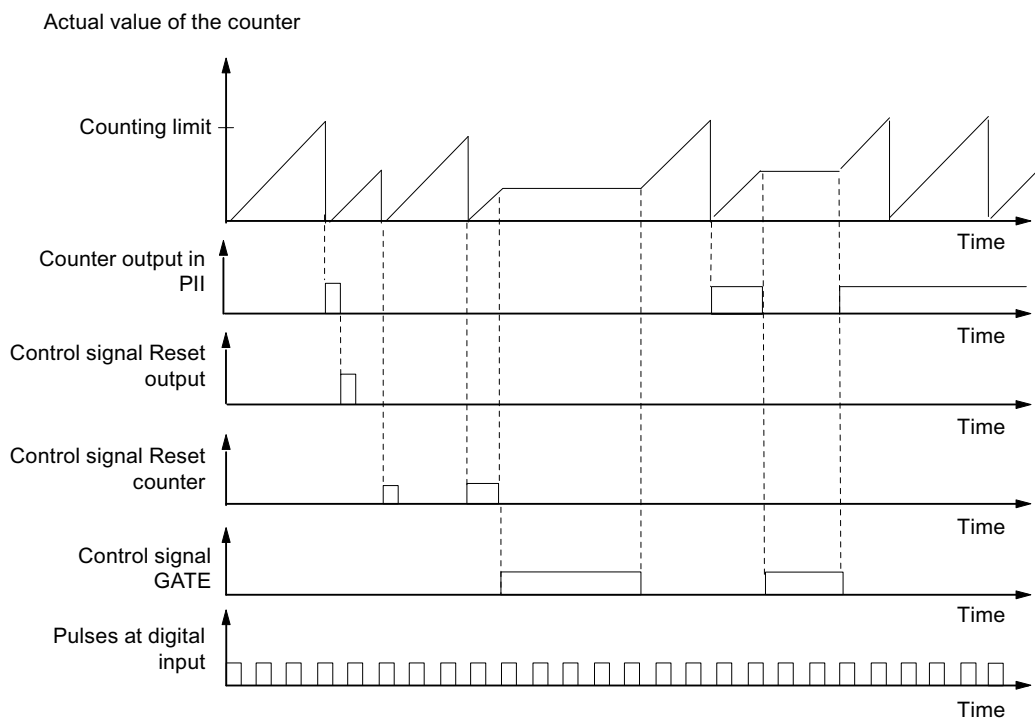 Actual value of the counter
Counting limit
Time
Counter output in
PII
Time
Control signal Reset
output
Time
Control signal Reset
counter
Time
Control signal
GATE
Time
Pulses at digital
input
Time